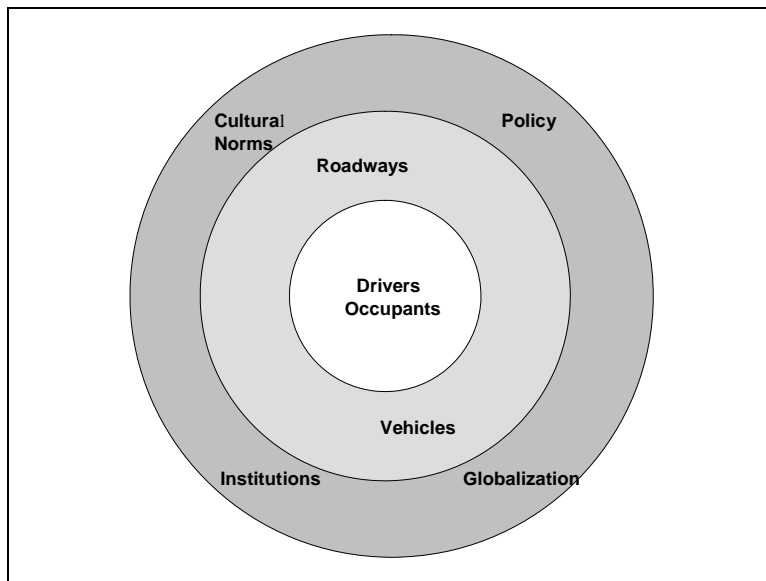 Cultural
Norms
Policy
Roadways
Drivers
Occupants
Vehicles
Institutions
Globalization